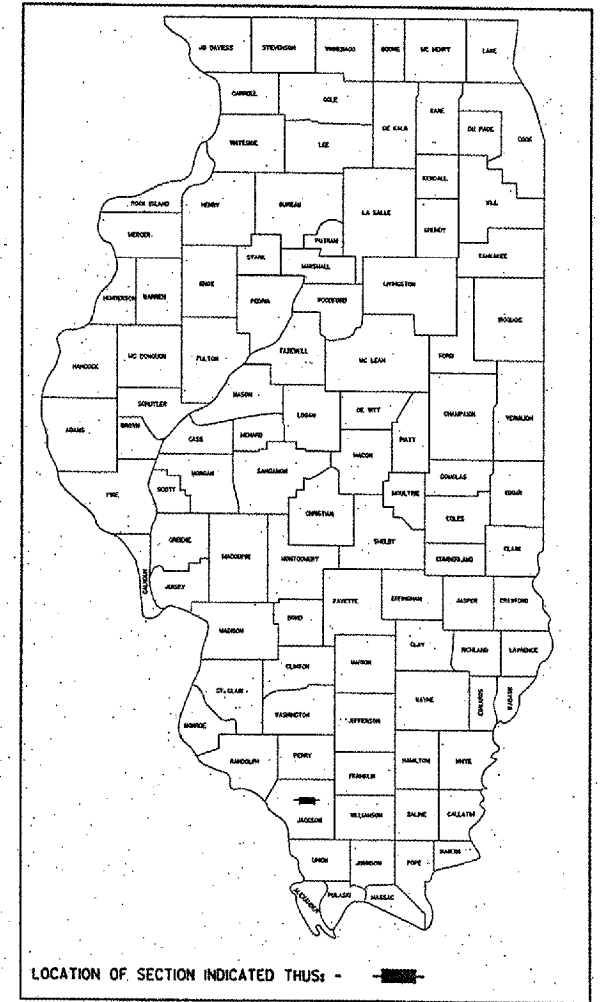 JO DAVIESS STEVENSON WINNEBAGO BOONE MC HENRY LAKE
CARROLL OGLE DE KALB KANE DU PAGE COOK
WHITESIDE LEE
KENDALL
ROCK ISLAND HENRY BUREAU LA SALLE WILL
MERCER PUTNAM GRUNDY
STARK MARSHALL KANKAKEE
HENDERSON WARREN KNOX PEORIA WOODFORD LIVINGSTON
IROQUOIS
HANCOCK MC DONOUGH FULTON TAZEWELL MC LEAN FORD
MASON
SCHUYLER LOGAN DE WITT CHAMPAIGN VERMILION
ADAMS BROWN CASS MENARD PIATT
MACON
PIKE SCOTT MORGAN SANGAMON MOULTRIE DOUGLAS EDGAR
CHRISTIAN COLES
GREENE MACOUPIN MONTGOMERY SHELBY CUMBERLAND CLARK
CALHOUN JERSEY
FAYETTE EFFINGHAM JASPER CRAWFORD
MADISON BOND
CLAY RICHLAND LAWRENCE
CLINTON MARION
ST. CLAIR WAYNE EDWARDS WABASH
MONROE WASHINGTON JEFFERSON
RANDOLPH PERRY HAMILTON WHITE
FRANKLIN
JACKSON WILLIAMSON SALINE GALLATIN
UNION JOHNSON POPE HARDIN
ALEXANDER PULASKI MASSAC
LOCATION OF SECTION INDICATED THUS: -